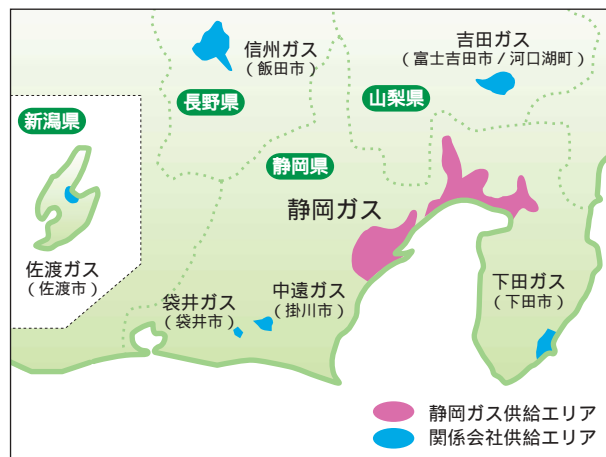 信州ガス
(飯田市)
吉田ガス
(富士吉田市/河口湖町)
長野県
山梨県
新潟県
静岡県
静岡ガス
佐渡ガス
(佐渡市)
袋井ガス
(袋井市)
中遠ガス
(掛川市)
下田ガス
(下田市)
静岡ガス供給エリア
関係会社供給エリア